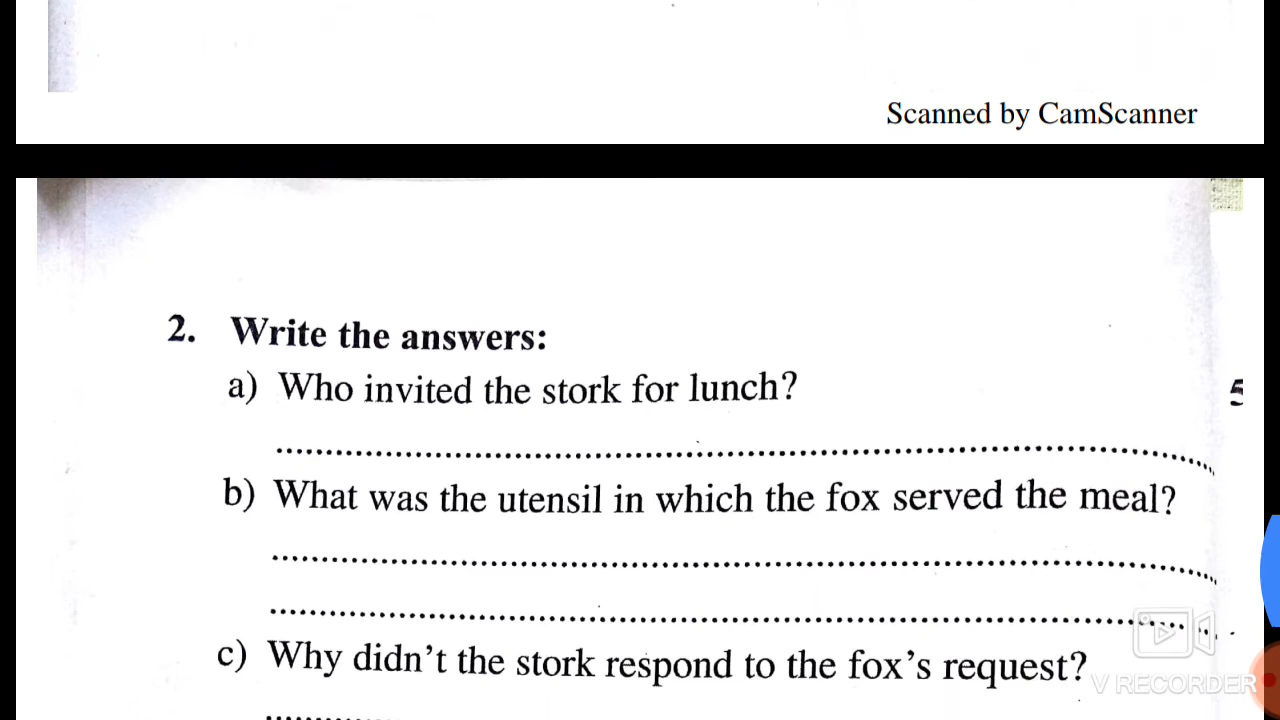 Scanned by CamScanner
2. Write the answers:
a) Who invited the stork for lunch?
b) What was the utensil in which the fox served the meal?
c) Why didn't the stork respond to the fox's request?
5
V RECORDER